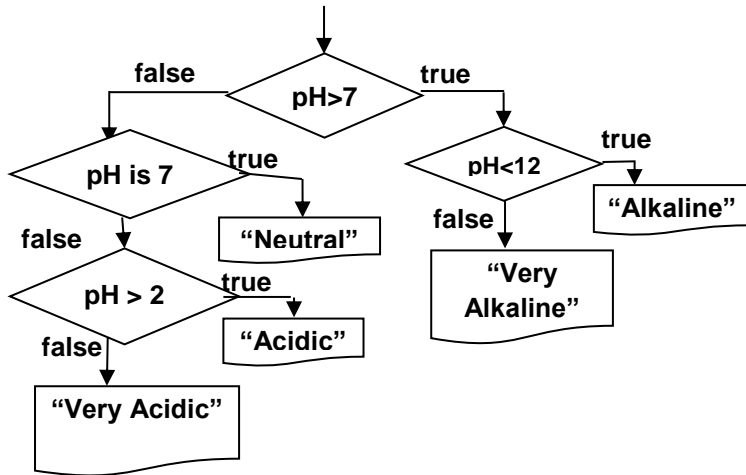 false
true
pH>7
pH is 7
true
pH<12
true
“Neutral”
“Alkaline”
false
false
pH > 2
true
“Very
Alkaline”
“Acidic”
false
“Very Acidic”